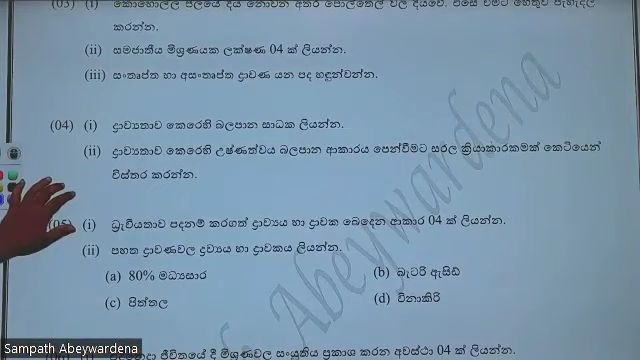 (03) (i) කොහොල්ලෑ ජලයේ දිය නොවන අතර පොල්තෙල් වල දියවේ. එසේ වීමට හේතුව පැහැදිලි
කරන්න.
(ii) සමජාතීය මිශ්‍රණයක ලක්ෂණ 04 ක් ලියන්න.
(iii) සංතෘප්ත හා අසංතෘප්ත ද්‍රාවණ යන පද හඳුන්වන්න.
(04) (i) ද්‍රාව්‍යතාව කෙරෙහි බලපාන සාධක ලියන්න.
(ii) ද්‍රාව්‍යතාව කෙරෙහි උෂ්ණත්වය බලපාන ආකාරය පෙන්වීමට සරල ක්‍රියාකාරකමක් කෙටියෙන්
විස්තර කරන්න.
(05) (i) ධ්‍රැවීයතාව පදනම් කරගත් ද්‍රාව්‍යය හා ද්‍රාවක බෙදෙන ආකාර 04 ක් ලියන්න.
(ii) පහත ද්‍රාවණවල ද්‍රව්‍යය හා ද්‍රාවකය ලියන්න.
(a) 80% මධ්‍යසාර (b) බැටරි ඇසිඩ්
(c) පිත්තල (d) විනාකිරි
ජීවිතයේ දී මිශ්‍රණවල සංයුතිය ප්‍රකාශ කරන අවස්ථා 04 ක් ලියන්න.
Abeywardena
Sampath Abeywardena